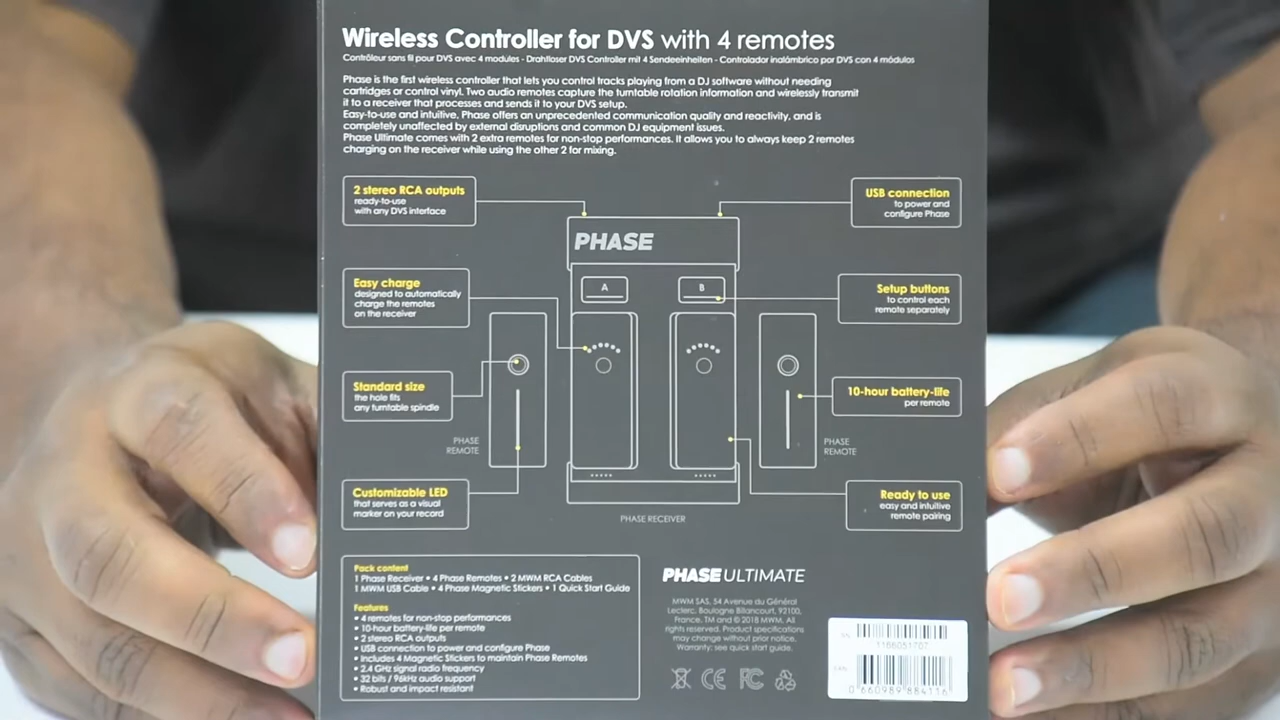 Wireless Controller for DVS with 4 remotes
Contrôleur sans fil pour DVS avec 4 modules - Drahtloser DVS Controller mit 4 Sendeeinheiten - Controlador inalámbrico por DVS con 4 módulos
Phase is the first wireless controller that lets you control tracks playing from a DJ software without needing
cartridges or control vinyl. Two audio remotes capture the turntable rotation information and wirelessly transmit
it to a receiver that processes and sends it to your DVS setup.
Easy-to-use and intuitive, Phase offers an unprecedented communication quality and reactivity, and is
completely unaffected by external disruptions and common DJ equipment issues.
Phase Ultimate comes with 2 extra remotes for non-stop performances. It allows you to always keep 2 remotes
charging on the receiver while using the other 2 for mixing.
2 stereo RCA outputs
ready-to-use
with any DVS interface
USB connection
to power and
configure Phase
PHASE
Easy charge
designed to automatically
charge the remotes
on the receiver
A
B
Setup buttons
to control each
remote separately
Standard size
the hole fits
any turntable spindle
10-hour battery-life
per remote
PHASE
REMOTE
PHASE
REMOTE
Customizable LED
that serves as a visual
marker on your record
Ready to use
easy and intuitive
remote pairing
PHASE RECEIVER
Pack content
1 Phase Receiver • 4 Phase Remotes • 2 MWM RCA Cables
1 MWM USB Cable • 4 Phase Magnetic Stickers • 1 Quick Start Guide
Features
• 4 remotes for non-stop performances
• 10-hour battery-life per remote
• 2 stereo RCA outputs
• USB connection to power and configure Phase
• Includes 4 Magnetic Stickers to maintain Phase Remotes
• 2.4 GHz signal radio frequency
• 32 bits / 96kHz audio support
• Robust and impact resistant
PHASE ULTIMATE
MWM SAS, 54 Avenue du Général
Leclerc, Boulogne Billancourt, 92100,
France. TM and © 2018 MWM. All
rights reserved. Product specifications
may change without prior notice.
Warranty: see quick start guide.
CE FC
SN:
1166051707
EAN:
0 660989 884116